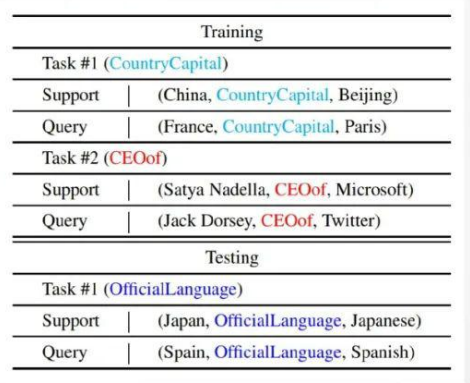 Training
Task #1 (CountryCapital)
Support | (China, CountryCapital, Beijing)
Query | (France, CountryCapital, Paris)
Task #2 (CEOof)
Support | (Satya Nadella, CEOof, Microsoft)
Query | (Jack Dorsey, CEOof, Twitter)
Testing
Task #1 (OfficialLanguage)
Support | (Japan, OfficialLanguage, Japanese)
Query | (Spain, OfficialLanguage, Spanish)